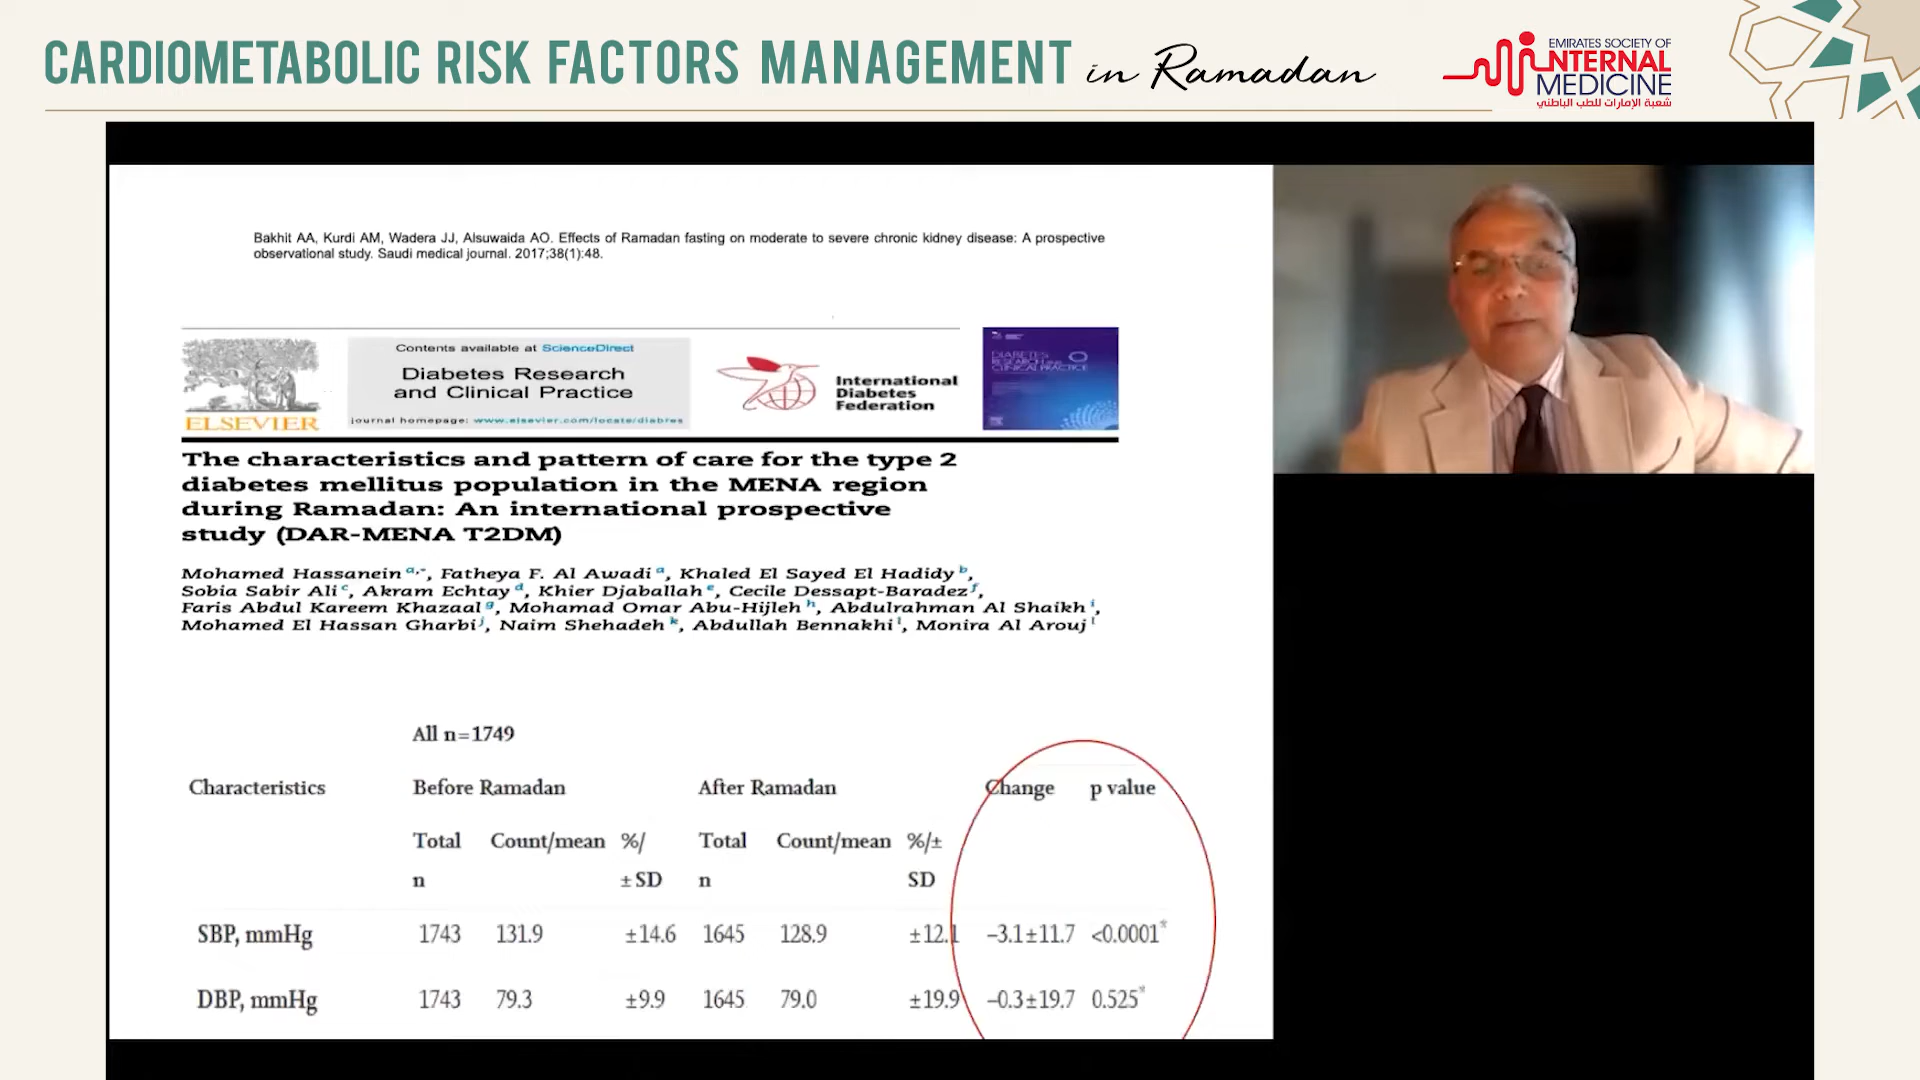 CARDIOMETABOLIC RISK FACTORS MANAGEMENT in Ramadan
EMIRATES SOCIETY OF
INTERNAL
MEDICINE
شعبة الإمارات للطب الباطني
Bakhit AA, Kurdi AM, Wadera JJ, Alsuwaida AO. Effects of Ramadan fasting on moderate to severe chronic kidney disease: A prospective
observational study. Saudi medical journal. 2017;38(1):48.
Contents available at ScienceDirect
Diabetes Research
and Clinical Practice
journal homepage: www.elsevier.com/locate/diabres
ELSEVIER
International
Diabetes
Federation
DIABETES
RESEARCH AND
CLINICAL PRACTICE
The characteristics and pattern of care for the type 2
diabetes mellitus population in the MENA region
during Ramadan: An international prospective
study (DAR-MENA T2DM)
Mohamed Hassanein a,*, Fatheya F. Al Awadi a, Khaled El Sayed El Hadidy b,
Sobia Sabir Ali c, Akram Echtay d, Khier Djaballah e, Cecile Dessapt-Baradez f,
Faris Abdul Kareem Khazaal g, Mohamad Omar Abu-Hijleh h, Abdulrahman Al Shaikh i,
Mohamed El Hassan Gharbi j, Naim Shehadeh k, Abdullah Bennakhi l, Monira Al Arouj l
All n=1749
Characteristics Before Ramadan After Ramadan Change p value
Total Count/mean %/ Total Count/mean %/±
n ±SD n SD
SBP, mmHg 1743 131.9 ±14.6 1645 128.9 ±12.1 −3.1±11.7 <0.0001*
DBP, mmHg 1743 79.3 ±9.9 1645 79.0 ±19.9 −0.3±19.7 0.525*